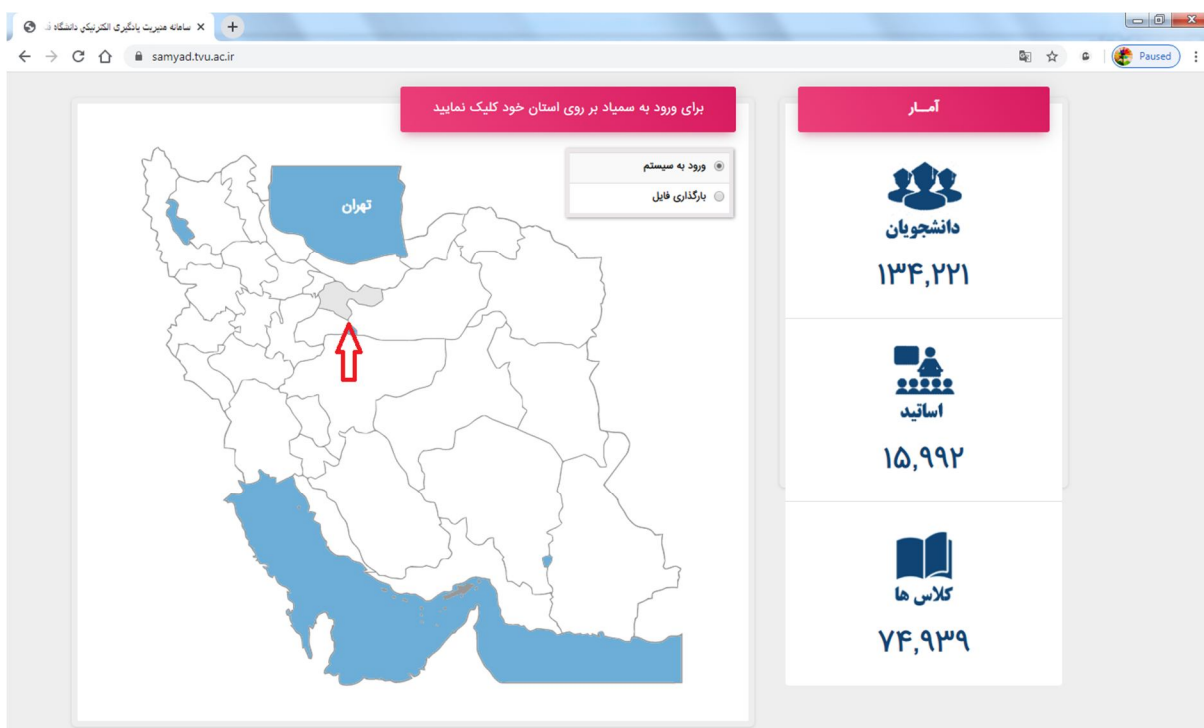 سامانه مدیریت یادگیری الکترونیکی دانشگاه ف
samyad.tvu.ac.ir
Paused
برای ورود به سمیاد بر روی استان خود کلیک نمایید
ورود به سیستم
بارگذاری فایل
تهران
آمــار
دانشجویان
۱۳۴,۲۲۱
اساتید
۱۵,۹۹۲
کلاس ها
۷۴,۹۳۹